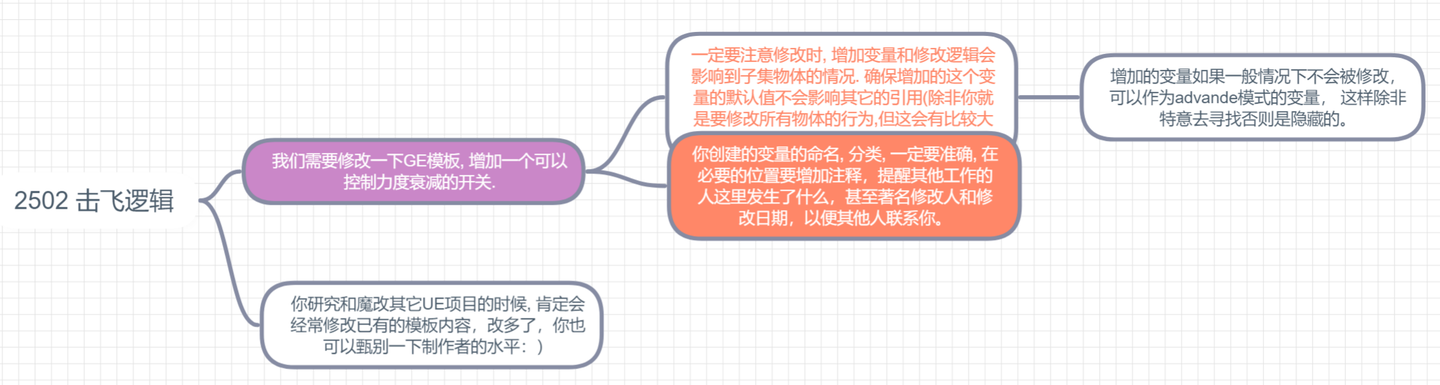 2502 击飞逻辑
我们需要修改一下GE模板, 增加一个可以
控制力度衰减的开关.
一定要注意修改时, 增加变量和修改逻辑会
影响到子集物体的情况. 确保增加的这个变
量的默认值不会影响其它的引用(除非你就
是要修改所有物体的行为,但这会有比较大
增加的变量如果一般情况下不会被修改，
可以作为advande模式的变量， 这样除非
特意去寻找否则是隐藏的。
你创建的变量的命名, 分类, 一定要准确, 在
必要的位置要增加注释，提醒其他工作的
人这里发生了什么，甚至著名修改人和修
改日期，以便其他人联系你。
你研究和魔改其它UE项目的时候, 肯定会
经常修改已有的模板内容，改多了，你也
可以甄别一下制作者的水平：)